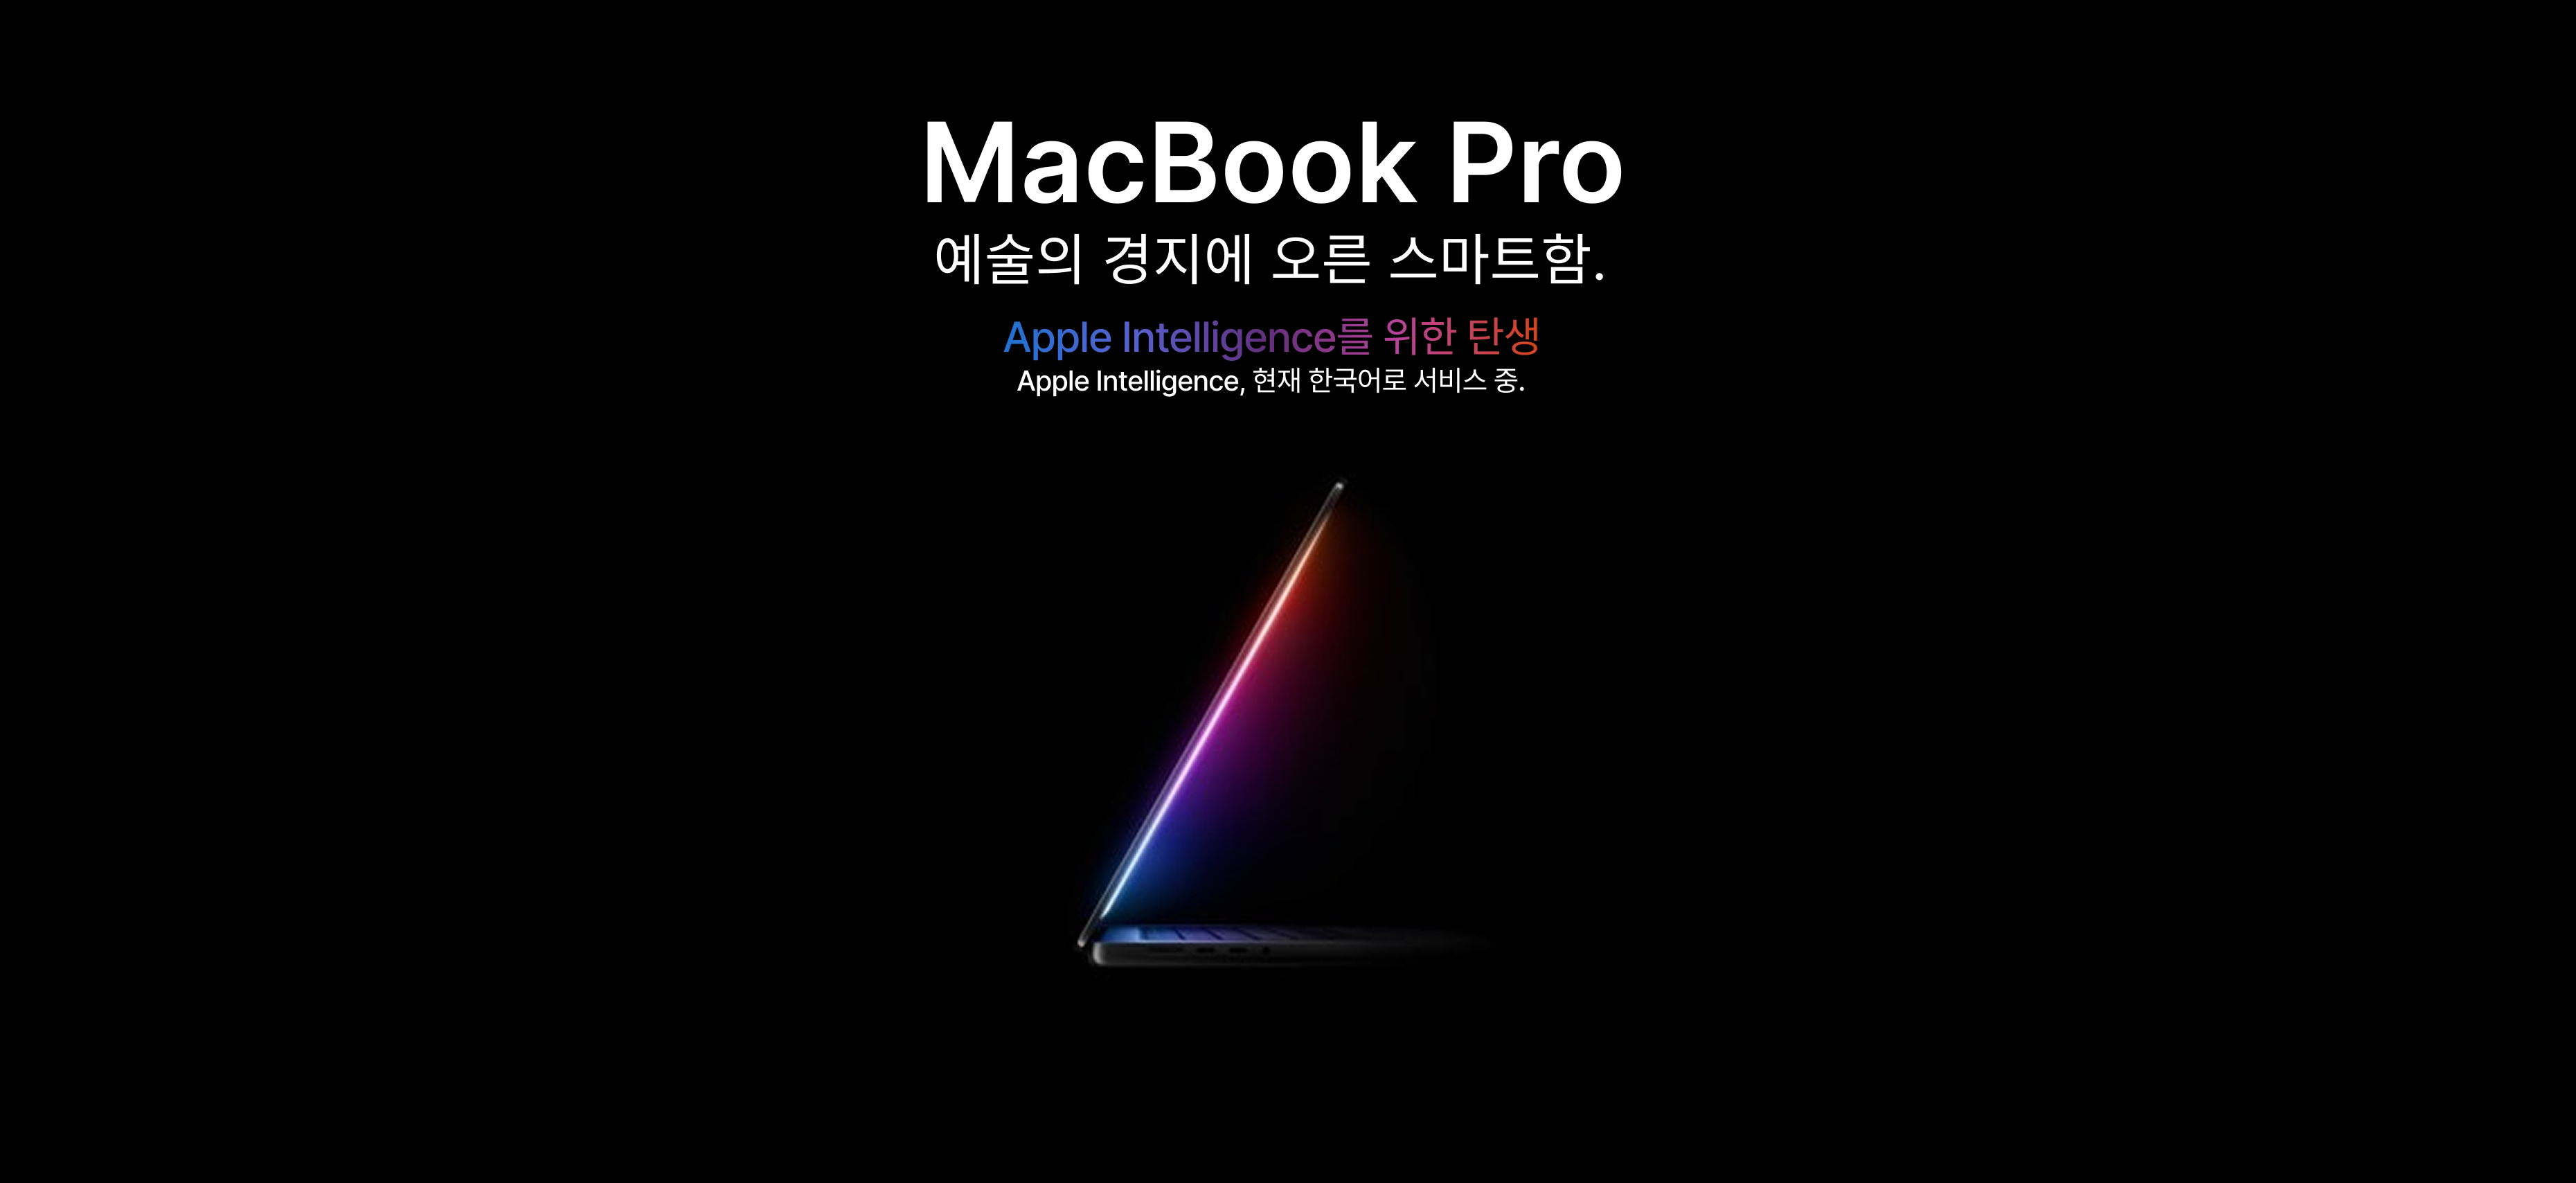 MacBook Pro
예술의 경지에 오른 스마트함.
Apple Intelligence를 위한 탄생
Apple Intelligence, 현재 한국어로 서비스 중.